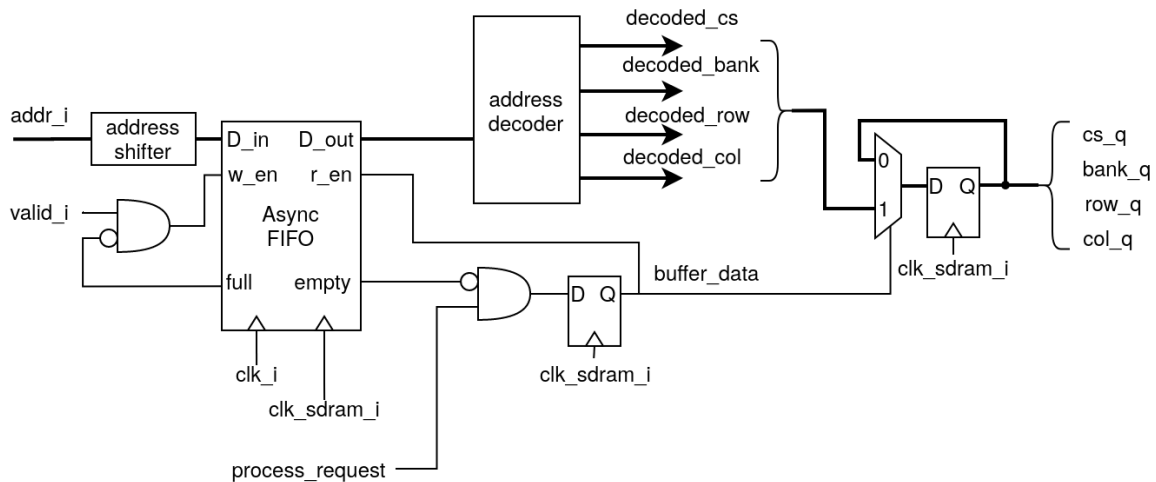 decoded_cs
decoded_bank
decoded_row
decoded_col
addr_i
address
shifter
D_in
D_out
w_en
r_en
Async
FIFO
full
empty
valid_i
address
decoder
0
1
D
Q
cs_q
bank_q
row_q
col_q
clk_sdram_i
buffer_data
D
Q
clk_sdram_i
clk_i
clk_sdram_i
process_request